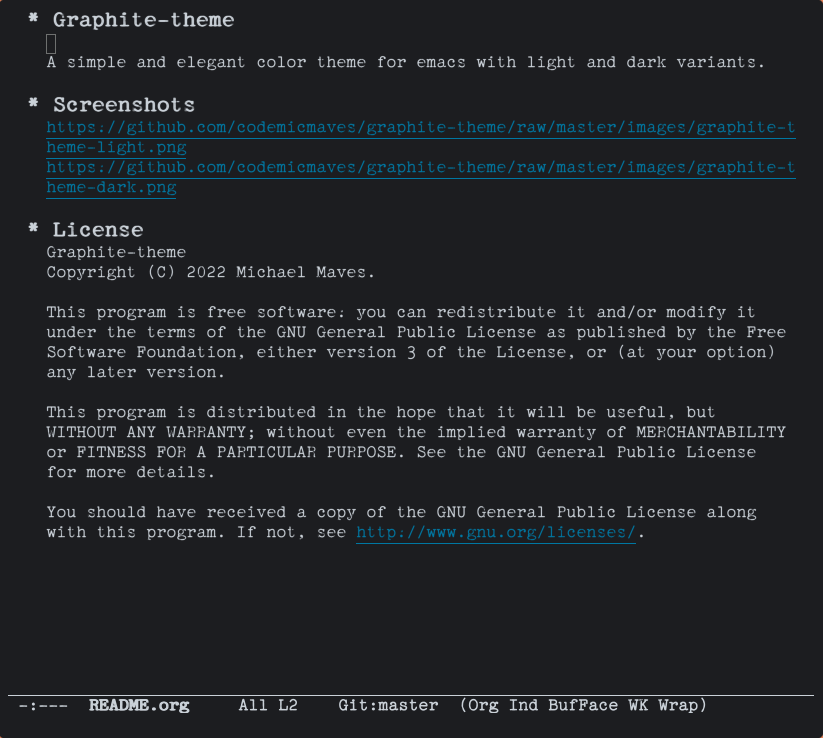 * Graphite-theme
A simple and elegant color theme for emacs with light and dark variants.
* Screenshots
https://github.com/codemicmaves/graphite-theme/raw/master/images/graphite-t
heme-light.png
https://github.com/codemicmaves/graphite-theme/raw/master/images/graphite-t
heme-dark.png
* License
Graphite-theme
Copyright (C) 2022 Michael Maves.
This program is free software: you can redistribute it and/or modify it
under the terms of the GNU General Public License as published by the Free
Software Foundation, either version 3 of the License, or (at your option)
any later version.
This program is distributed in the hope that it will be useful, but
WITHOUT ANY WARRANTY; without even the implied warranty of MERCHANTABILITY
or FITNESS FOR A PARTICULAR PURPOSE. See the GNU General Public License
for more details.
You should have received a copy of the GNU General Public License along
with this program. If not, see http://www.gnu.org/licenses/.
-:--- README.org All L2 Git:master (Org Ind BufFace WK Wrap)